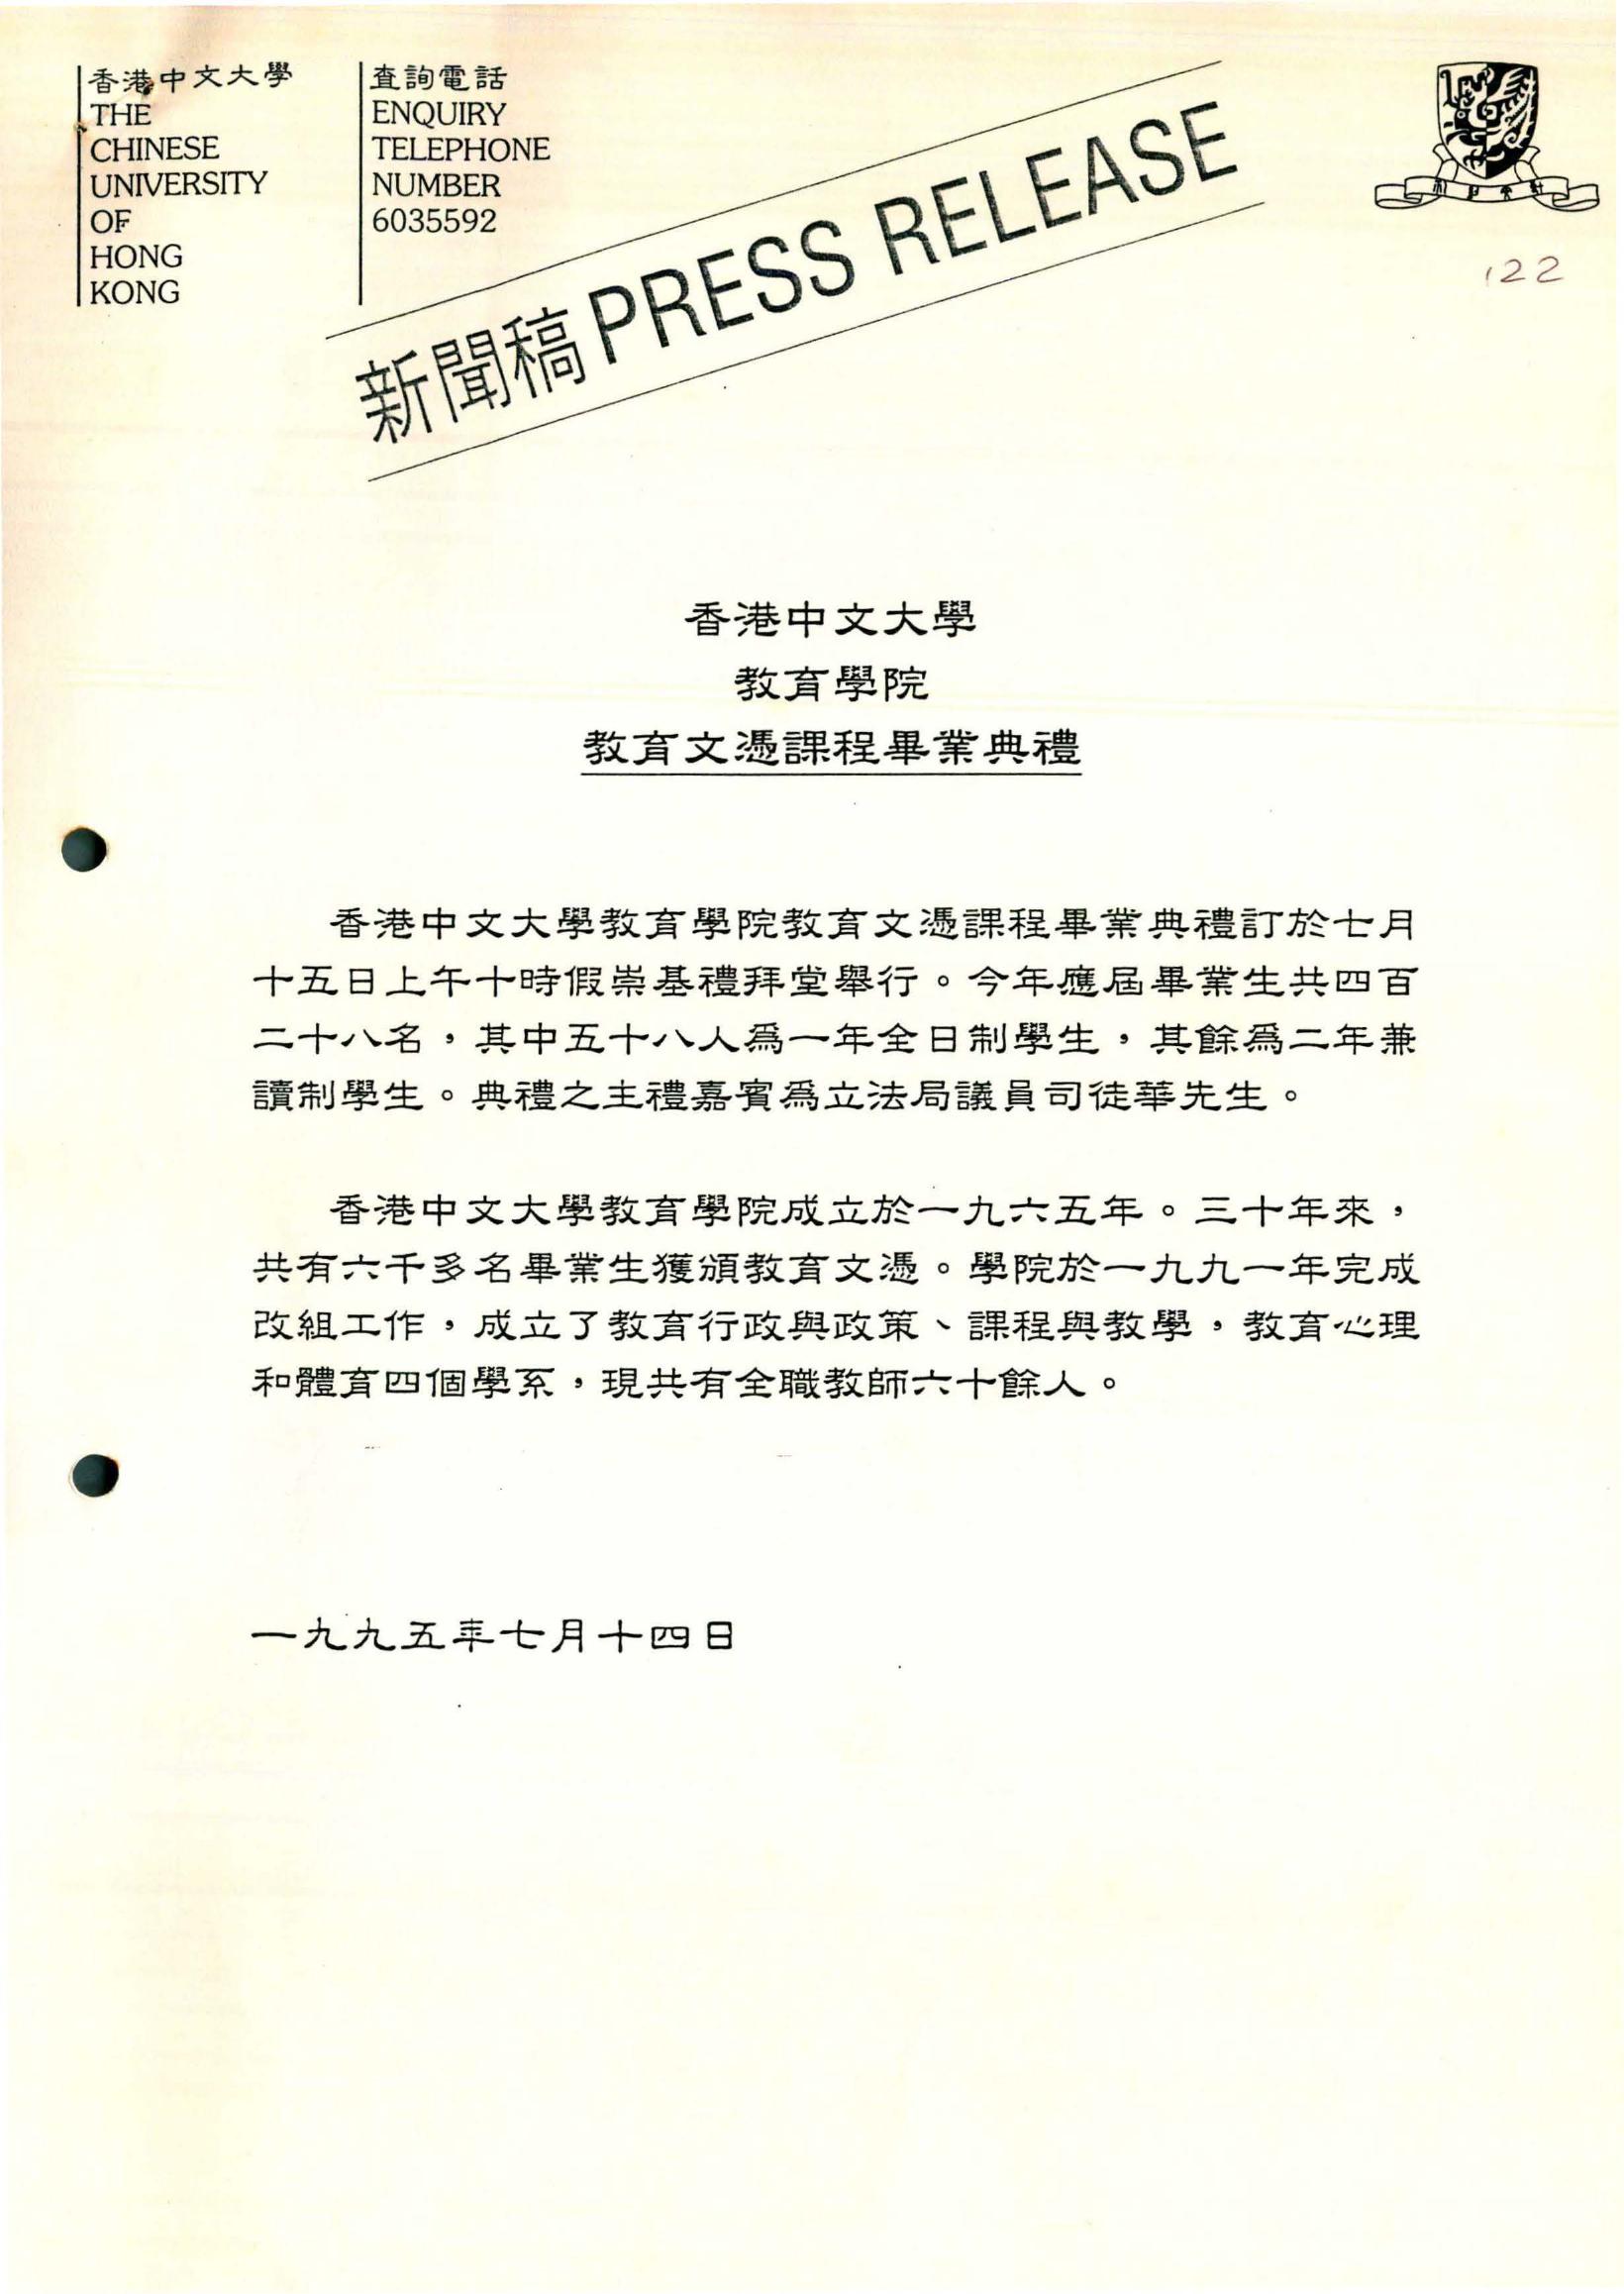 香港中文大學
THE
CHINESE
UNIVERSITY
OF
HONG
KONG
查詢電話
ENQUIRY
TELEPHONE
NUMBER
6035592
新聞稿 PRESS RELEASE
122
香港中文大學
教育學院
教育文憑課程畢業典禮
香港中文大學教育學院教育文憑課程畢業典禮訂於七月
十五日上午十時假崇基禮拜堂舉行。今年應屆畢業生共四百
二十八名，其中五十八人爲一年全日制學生，其餘爲二年兼
讀制學生。典禮之主禮嘉賓爲立法局議員司徒華先生。
香港中文大學教育學院成立於一九六五年。三十年來，
共有六千多名畢業生獲頒教育文憑。學院於一九九一年完成
改組工作，成立了教育行政與政策、課程與教學，教育心理
和體育四個學系，現共有全職教師六十餘人。
一九九五年七月十四日